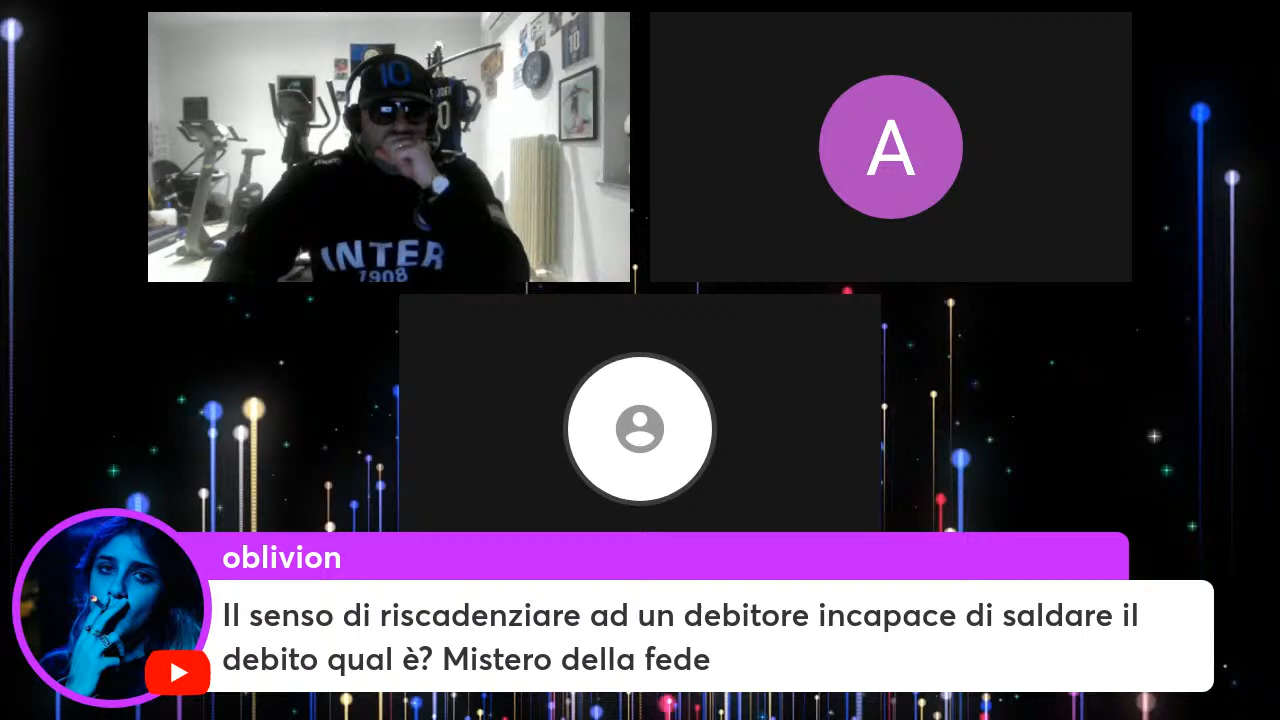 10
10
INTER
1908
A
oblivion
Il senso di riscadenziare ad un debitore incapace di saldare il
debito qual è? Mistero della fede